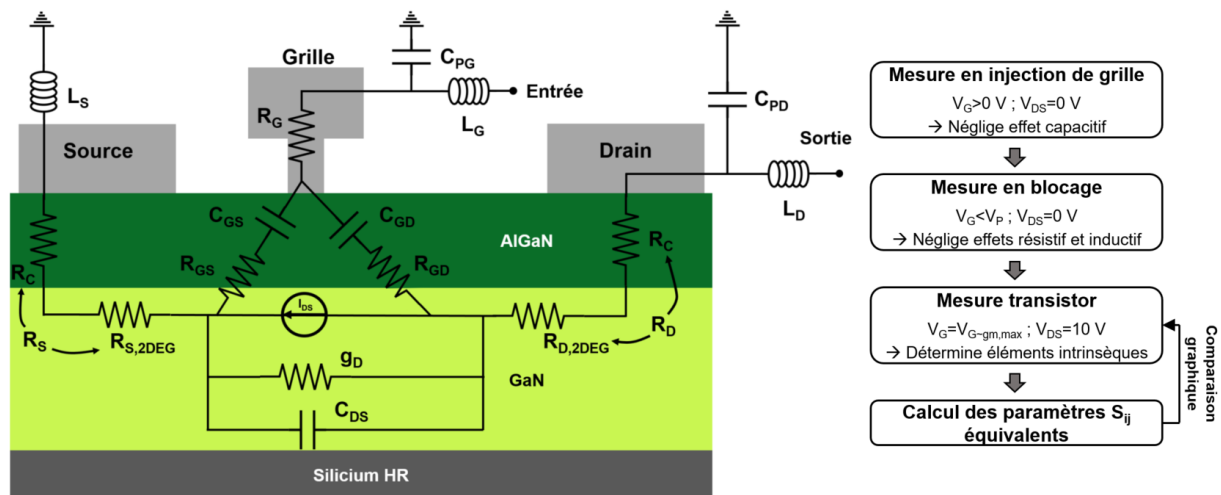 L_S
Source
Grille
R_G
C_PG
L_G
Entrée
C_PD
Sortie
L_D
Drain
C_GS
C_GD
AlGaN
R_C
R_GS
R_GD
R_C
I_DS
R_S
R_S,2DEG
R_D,2DEG
R_D
g_D
GaN
C_DS
Silicium HR
Mesure en injection de grille
V_G>0 V ; V_DS=0 V
→ Néglige effet capacitif
Mesure en blocage
V_G<V_P ; V_DS=0 V
→ Néglige effets résistif et inductif
Mesure transistor
V_G=V_G~gm,max ; V_DS=10 V
→ Détermine éléments intrinsèques
Calcul des paramètres S_ij
équivalents
Comparaison
graphique